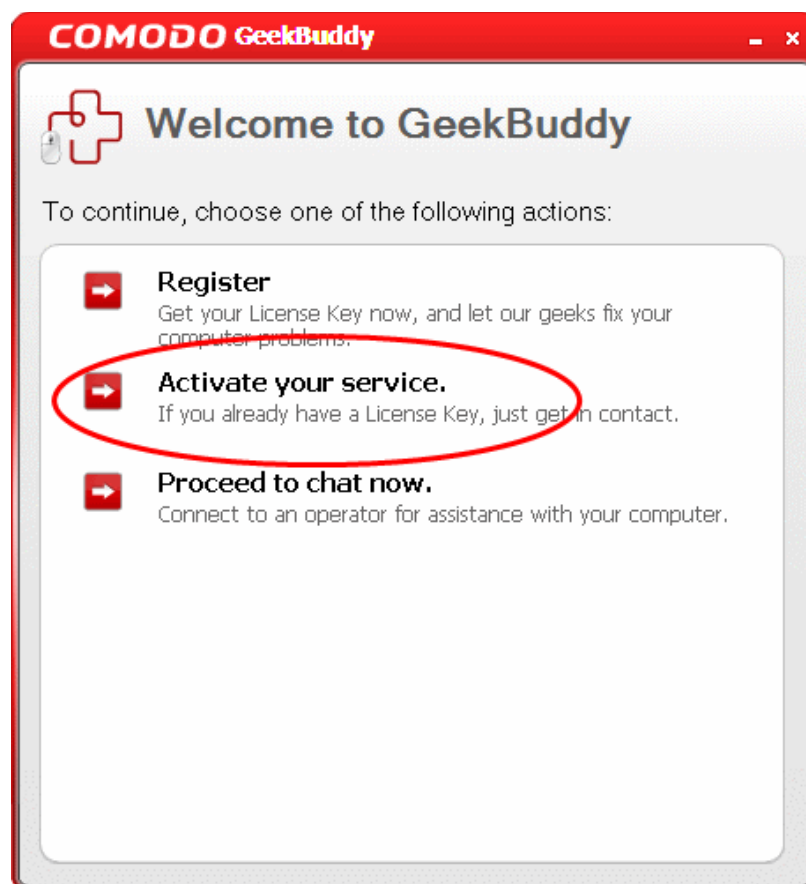 COMODO GeekBuddy
Welcome to GeekBuddy
To continue, choose one of the following actions:
Register
Get your License Key now, and let our geeks fix your
computer problems.
Activate your service.
If you already have a License Key, just get in contact.
Proceed to chat now.
Connect to an operator for assistance with your computer.